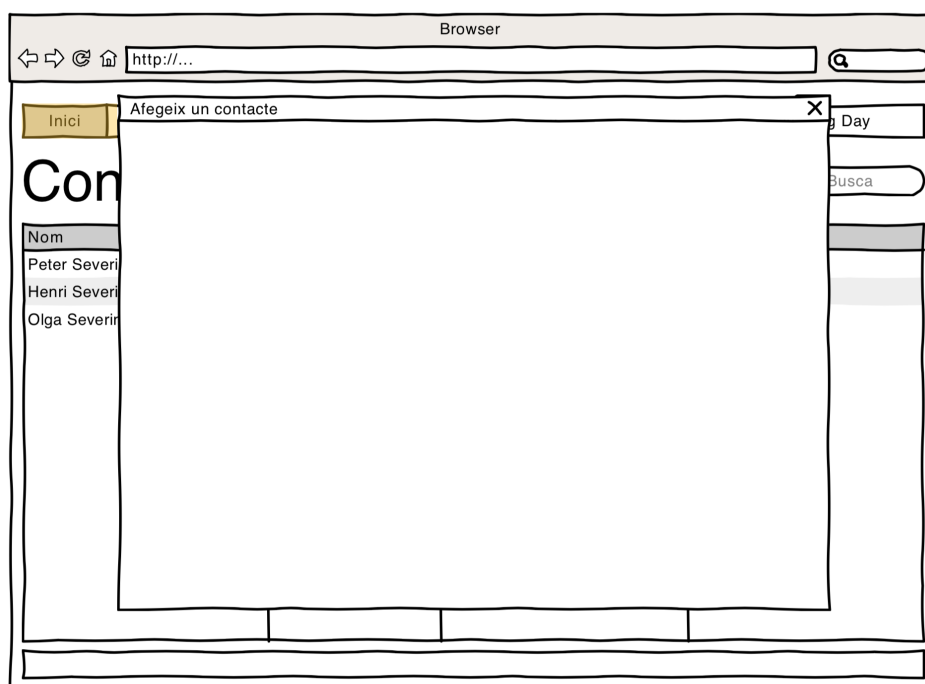 Browser
http://...
Afegeix un contacte
Inici
g Day
Con
Busca
Nom
Peter Severi
Henri Severi
Olga Severin